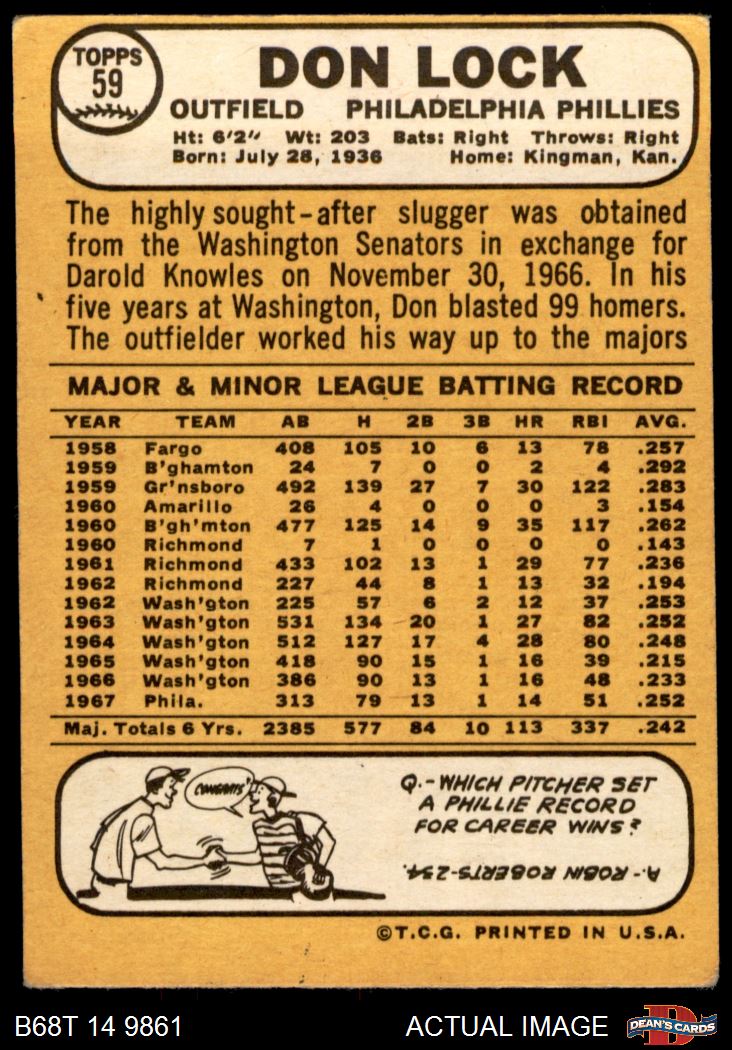 TOPPS
59
DON LOCK
OUTFIELD PHILADELPHIA PHILLIES
Ht: 6'2" Wt: 203 Bats: Right Throws: Right
Born: July 28, 1936 Home: Kingman, Kan.
The highly sought-after slugger was obtained
from the Washington Senators in exchange for
Darold Knowles on November 30, 1966. In his
five years at Washington, Don blasted 99 homers.
The outfielder worked his way up to the majors
MAJOR & MINOR LEAGUE BATTING RECORD
YEAR TEAM AB H 2B 3B HR RBI AVG.
1958 Fargo 408 105 10 6 13 78 .257
1959 B'ghamton 24 7 0 0 2 4 .292
1959 Gr'nsboro 492 139 27 7 30 122 .283
1960 Amarillo 26 4 0 0 0 3 .154
1960 B'gh'mton 477 125 14 9 35 117 .262
1960 Richmond 7 1 0 0 0 0 .143
1961 Richmond 433 102 13 1 29 77 .236
1962 Richmond 227 44 8 1 13 32 .194
1962 Wash'gton 225 57 6 2 12 37 .253
1963 Wash'gton 531 134 20 1 27 82 .252
1964 Wash'gton 512 127 17 4 28 80 .248
1965 Wash'gton 418 90 15 1 16 39 .215
1966 Wash'gton 386 90 13 1 16 48 .233
1967 Phila. 313 79 13 1 14 51 .252
Maj. Totals 6 Yrs. 2385 577 84 10 113 337 .242
CONGRATS!
Q.-WHICH PITCHER SET
A PHILLIE RECORD
FOR CAREER WINS?
A.-ROBIN ROBERTS-234.
©T.C.G. PRINTED IN U.S.A.
B68T 14 9861 ACTUAL IMAGE
D
DEAN'S CARDS